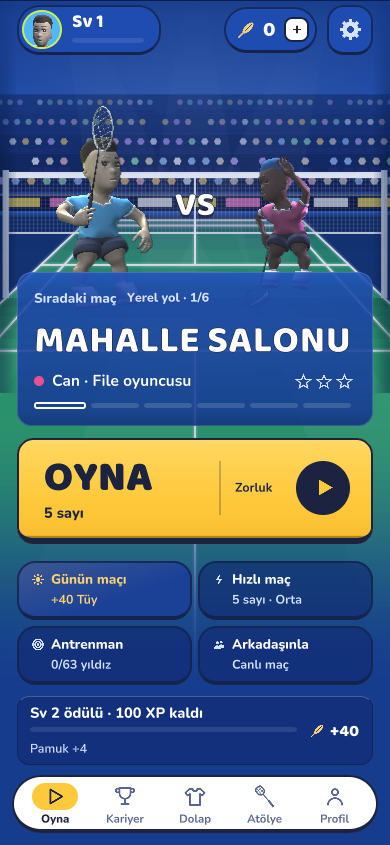 Sv 1
0 +
VS
Sıradaki maç Yerel yol · 1/6
MAHALLE SALONU
Can · File oyuncusu
OYNA
5 sayı
Zorluk
Günün maçı
+40 Tüy
Hızlı maç
5 sayı · Orta
Antrenman
0/63 yıldız
Arkadaşınla
Canlı maç
Sv 2 ödülü · 100 XP kaldı
+40
Pamuk +4
Oyna Kariyer Dolap Atölye Profil